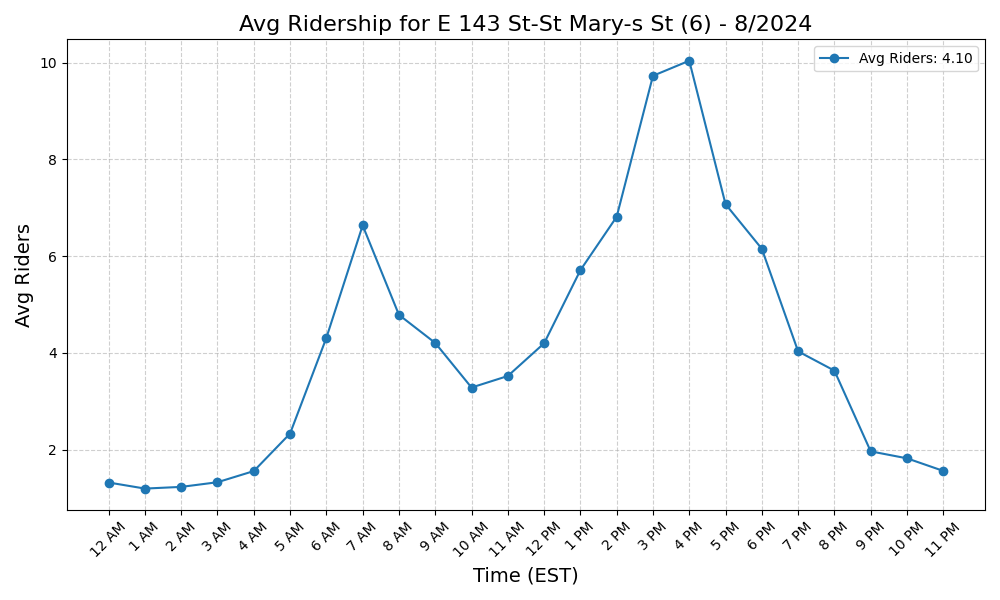 Avg Ridership for E 143 St-St Mary-s St (6) - 8/2024
Avg Riders: 4.10
Avg Riders
10
8
6
4
2
12 AM
1 AM
2 AM
3 AM
4 AM
5 AM
6 AM
7 AM
8 AM
9 AM
10 AM
11 AM
12 PM
1 PM
2 PM
3 PM
4 PM
5 PM
6 PM
7 PM
8 PM
9 PM
10 PM
11 PM
Time (EST)